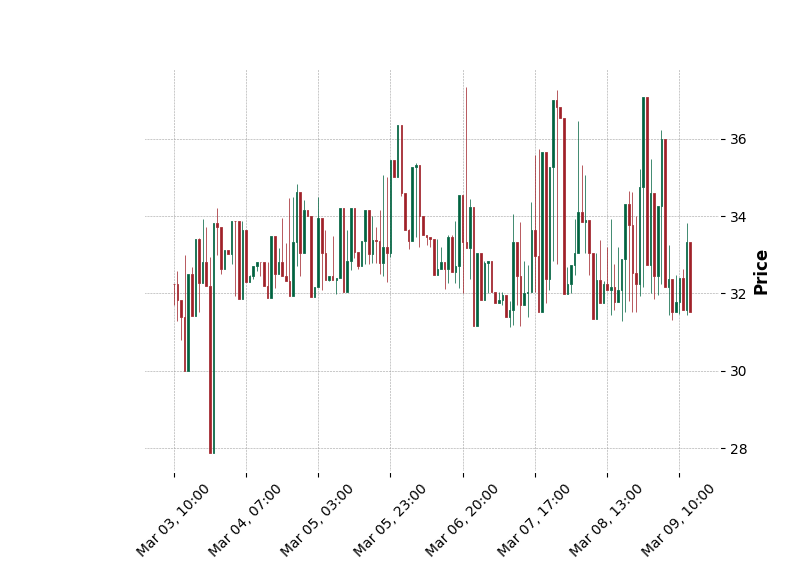 36
34
32
30
28
Price
Mar 03, 10:00
Mar 04, 07:00
Mar 05, 03:00
Mar 05, 23:00
Mar 06, 20:00
Mar 07, 17:00
Mar 08, 13:00
Mar 09, 10:00